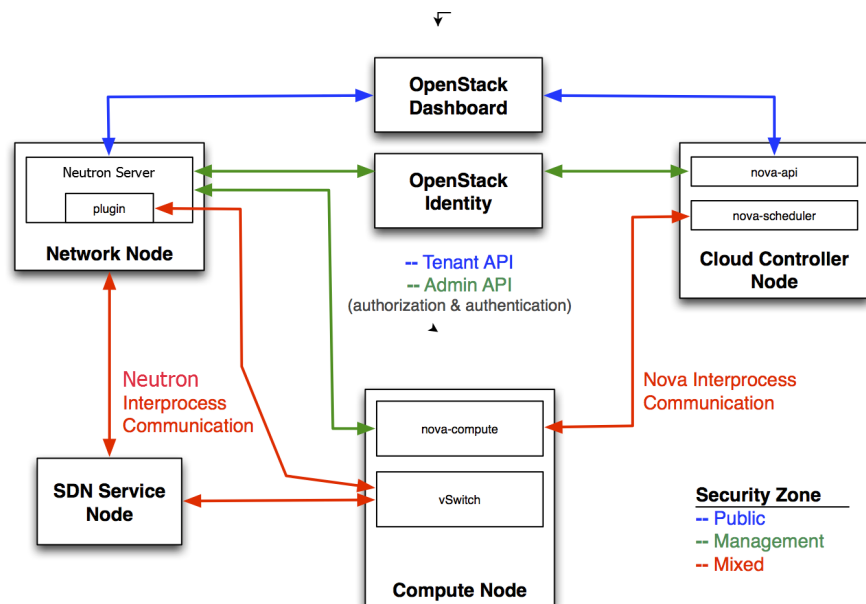 OpenStack
Dashboard
Neutron Server
plugin
Network Node
OpenStack
Identity
nova-api
nova-scheduler
Cloud Controller
Node
-- Tenant API
-- Admin API
(authorization & authentication)
Neutron
Interprocess
Communication
Nova Interprocess
Communication
nova-compute
vSwitch
Compute Node
SDN Service
Node
Security Zone
-- Public
-- Management
-- Mixed